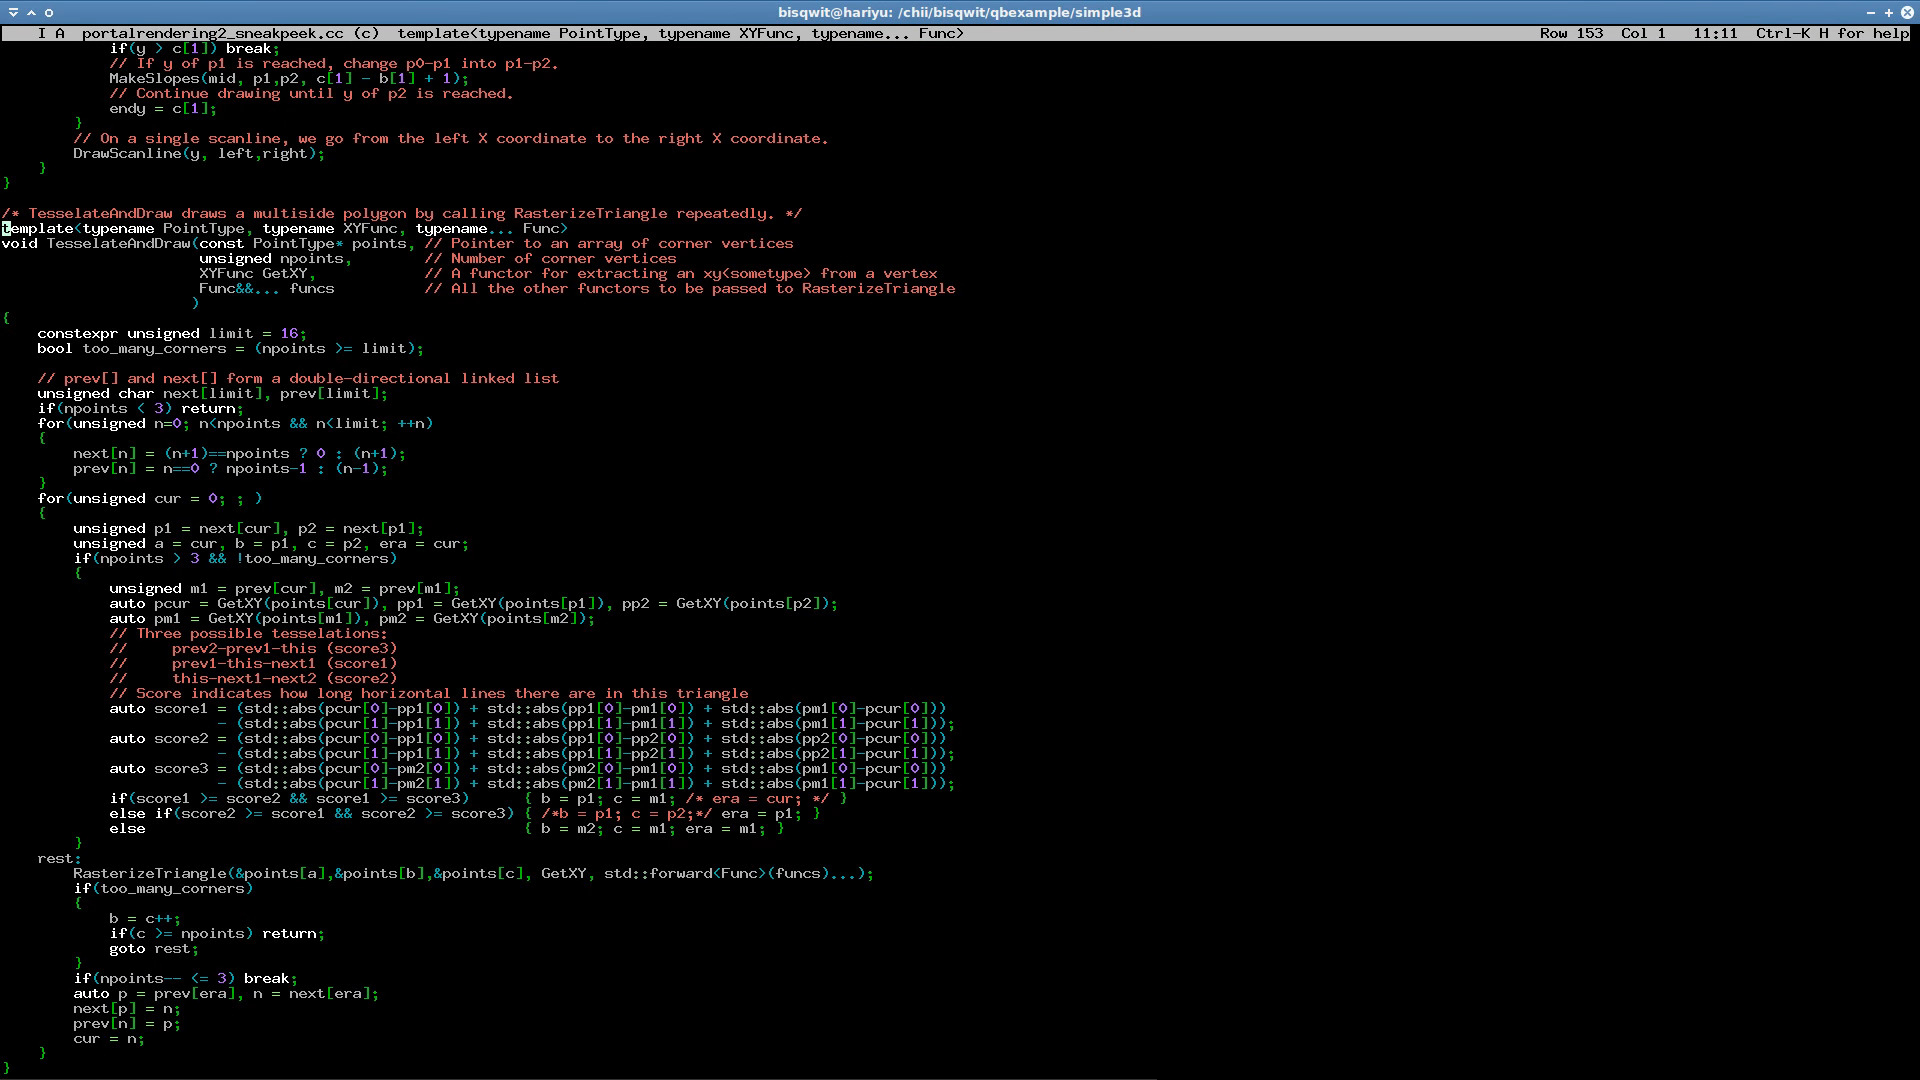 bisqwit@hariyu: /chii/bisqwit/qbexample/simple3d
I A portalrendering2_sneakpeek.cc (c) template<typename PointType, typename XYFunc, typename... Func> Row 153 Col 1 11:11 Ctrl-K H for help
if(y > c[1]) break;
// If y of p1 is reached, change p0-p1 into p1-p2.
MakeSlopes(mid, p1,p2, c[1] - b[1] + 1);
// Continue drawing until y of p2 is reached.
endy = c[1];
}
// On a single scanline, we go from the left X coordinate to the right X coordinate.
DrawScanline(y, left,right);
}
}
/* TesselateAndDraw draws a multiside polygon by calling RasterizeTriangle repeatedly. */
template<typename PointType, typename XYFunc, typename... Func>
void TesselateAndDraw(const PointType* points, // Pointer to an array of corner vertices
unsigned npoints, // Number of corner vertices
XYFunc GetXY, // A functor for extracting an xy<sometype> from a vertex
Func&&... funcs // All the other functors to be passed to RasterizeTriangle
)
{
constexpr unsigned limit = 16;
bool too_many_corners = (npoints >= limit);
// prev[] and next[] form a double-directional linked list
unsigned char next[limit], prev[limit];
if(npoints < 3) return;
for(unsigned n=0; n<npoints && n<limit; ++n)
{
next[n] = (n+1)==npoints ? 0 : (n+1);
prev[n] = n==0 ? npoints-1 : (n-1);
}
for(unsigned cur = 0; ; )
{
unsigned p1 = next[cur], p2 = next[p1];
unsigned a = cur, b = p1, c = p2, era = cur;
if(npoints > 3 && !too_many_corners)
{
unsigned m1 = prev[cur], m2 = prev[m1];
auto pcur = GetXY(points[cur]), pp1 = GetXY(points[p1]), pp2 = GetXY(points[p2]);
auto pm1 = GetXY(points[m1]), pm2 = GetXY(points[m2]);
// Three possible tesselations:
// prev2-prev1-this (score3)
// prev1-this-next1 (score1)
// this-next1-next2 (score2)
// Score indicates how long horizontal lines there are in this triangle
auto score1 = (std::abs(pcur[0]-pp1[0]) + std::abs(pp1[0]-pm1[0]) + std::abs(pm1[0]-pcur[0]))
- (std::abs(pcur[1]-pp1[1]) + std::abs(pp1[1]-pm1[1]) + std::abs(pm1[1]-pcur[1]));
auto score2 = (std::abs(pcur[0]-pp1[0]) + std::abs(pp1[0]-pp2[0]) + std::abs(pp2[0]-pcur[0]))
- (std::abs(pcur[1]-pp1[1]) + std::abs(pp1[1]-pp2[1]) + std::abs(pp2[1]-pcur[1]));
auto score3 = (std::abs(pcur[0]-pm2[0]) + std::abs(pm2[0]-pm1[0]) + std::abs(pm1[0]-pcur[0]))
- (std::abs(pcur[1]-pm2[1]) + std::abs(pm2[1]-pm1[1]) + std::abs(pm1[1]-pcur[1]));
if(score1 >= score2 && score1 >= score3) { b = p1; c = m1; /* era = cur; */ }
else if(score2 >= score1 && score2 >= score3) { /*b = p1; c = p2;*/ era = p1; }
else { b = m2; c = m1; era = m1; }
}
rest:
RasterizeTriangle(&points[a],&points[b],&points[c], GetXY, std::forward<Func>(funcs)...);
if(too_many_corners)
{
b = c++;
if(c >= npoints) return;
goto rest;
}
if(npoints-- <= 3) break;
auto p = prev[era], n = next[era];
next[p] = n;
prev[n] = p;
cur = n;
}
}